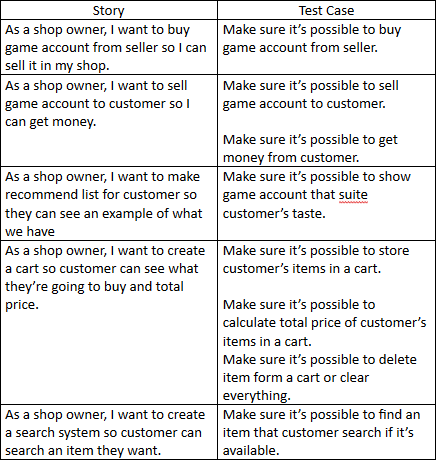 Story
Test Case
As a shop owner, I want to buy
game account from seller so I can
sell it in my shop.
Make sure it's possible to buy
game account from seller.
As a shop owner, I want to sell
game account to customer so I
can get money.
Make sure it's possible to sell
game account to customer.
Make sure it's possible to get
money from customer.
As a shop owner, I want to make
recommend list for customer so
they can see an example of what
we have
Make sure it's possible to show
game account that suite
customer's taste.
As a shop owner, I want to create
a cart so customer can see what
they're going to buy and total
price.
Make sure it's possible to store
customer's items in a cart.
Make sure it's possible to
calculate total price of customer's
items in a cart.
Make sure it's possible to delete
item form a cart or clear
everything.
As a shop owner, I want to create
a search system so customer can
search an item they want.
Make sure it's possible to find an
item that customer search if it's
available.